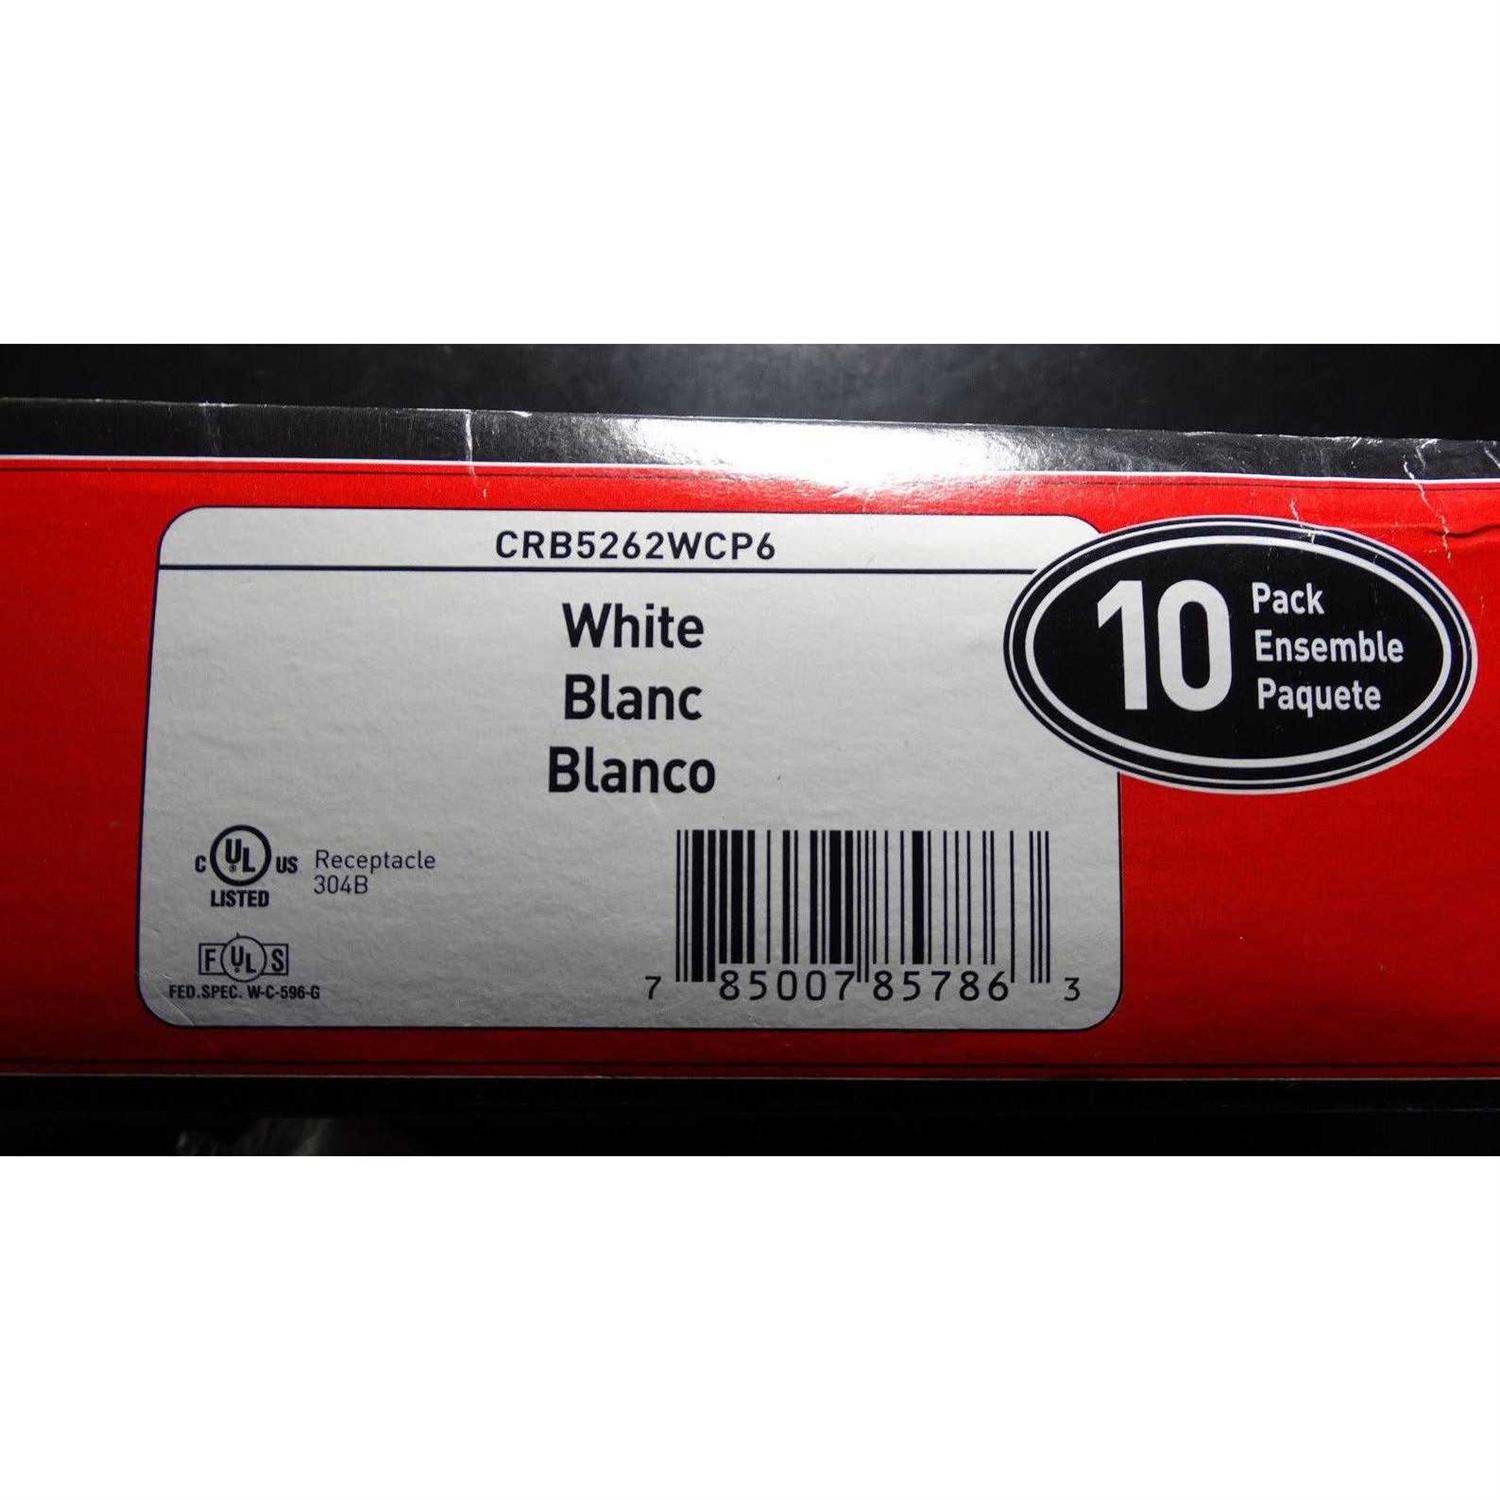 CRB5262WCP6
White
Blanc
Blanco
10 Pack
Ensemble
Paquete
C UL US
LISTED
Receptacle
304B
F UL S
FED.SPEC. W-C-596-G
7 85007 85786 3